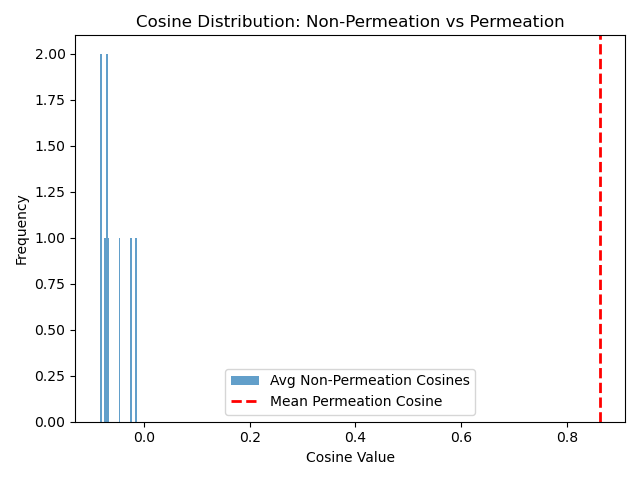 Cosine Distribution: Non-Permeation vs Permeation
2.00
1.75
1.50
1.25
1.00
0.75
0.50
0.25
0.00
Frequency
Avg Non-Permeation Cosines
Mean Permeation Cosine
0.0 0.2 0.4 0.6 0.8
Cosine Value